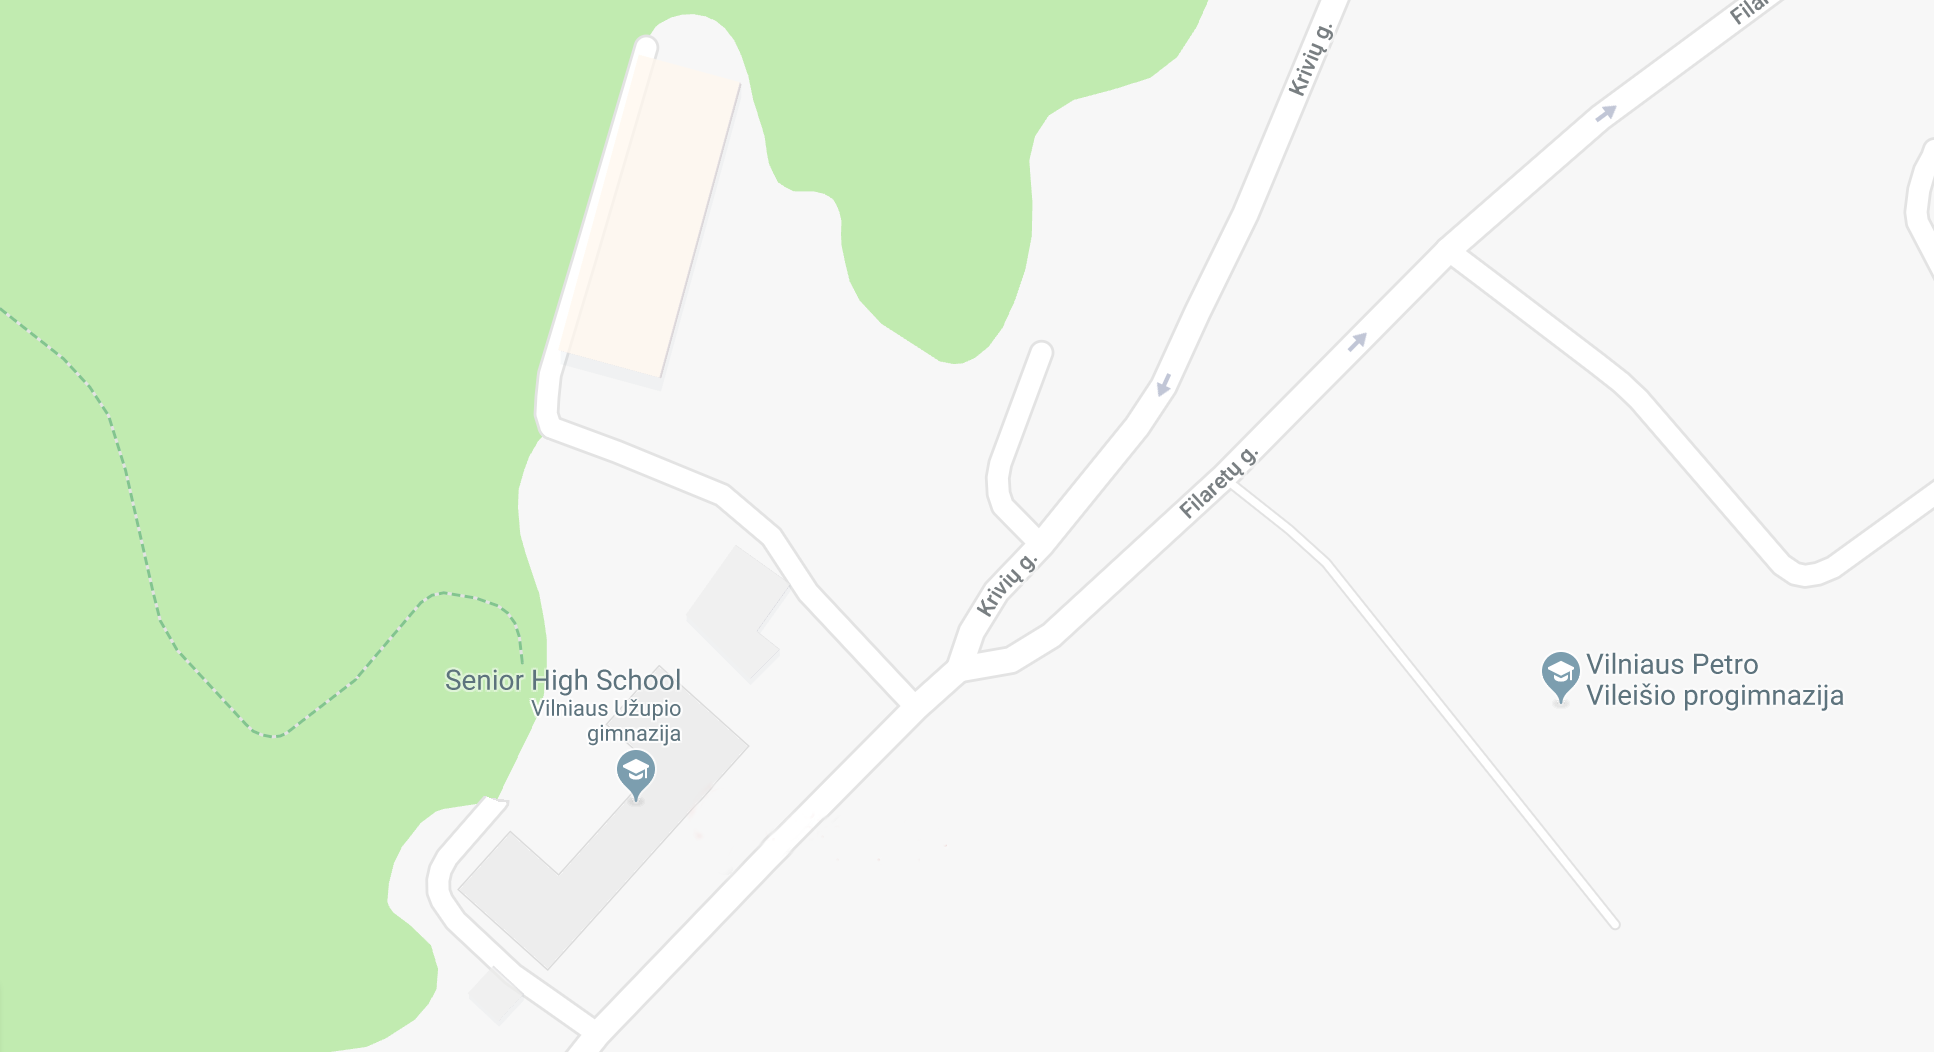 Krivių g.
Filaretų g.
Krivių g.
Senior High School
Vilniaus Užupio
gimnazija
Vilniaus Petro
Vileišio progimnazija